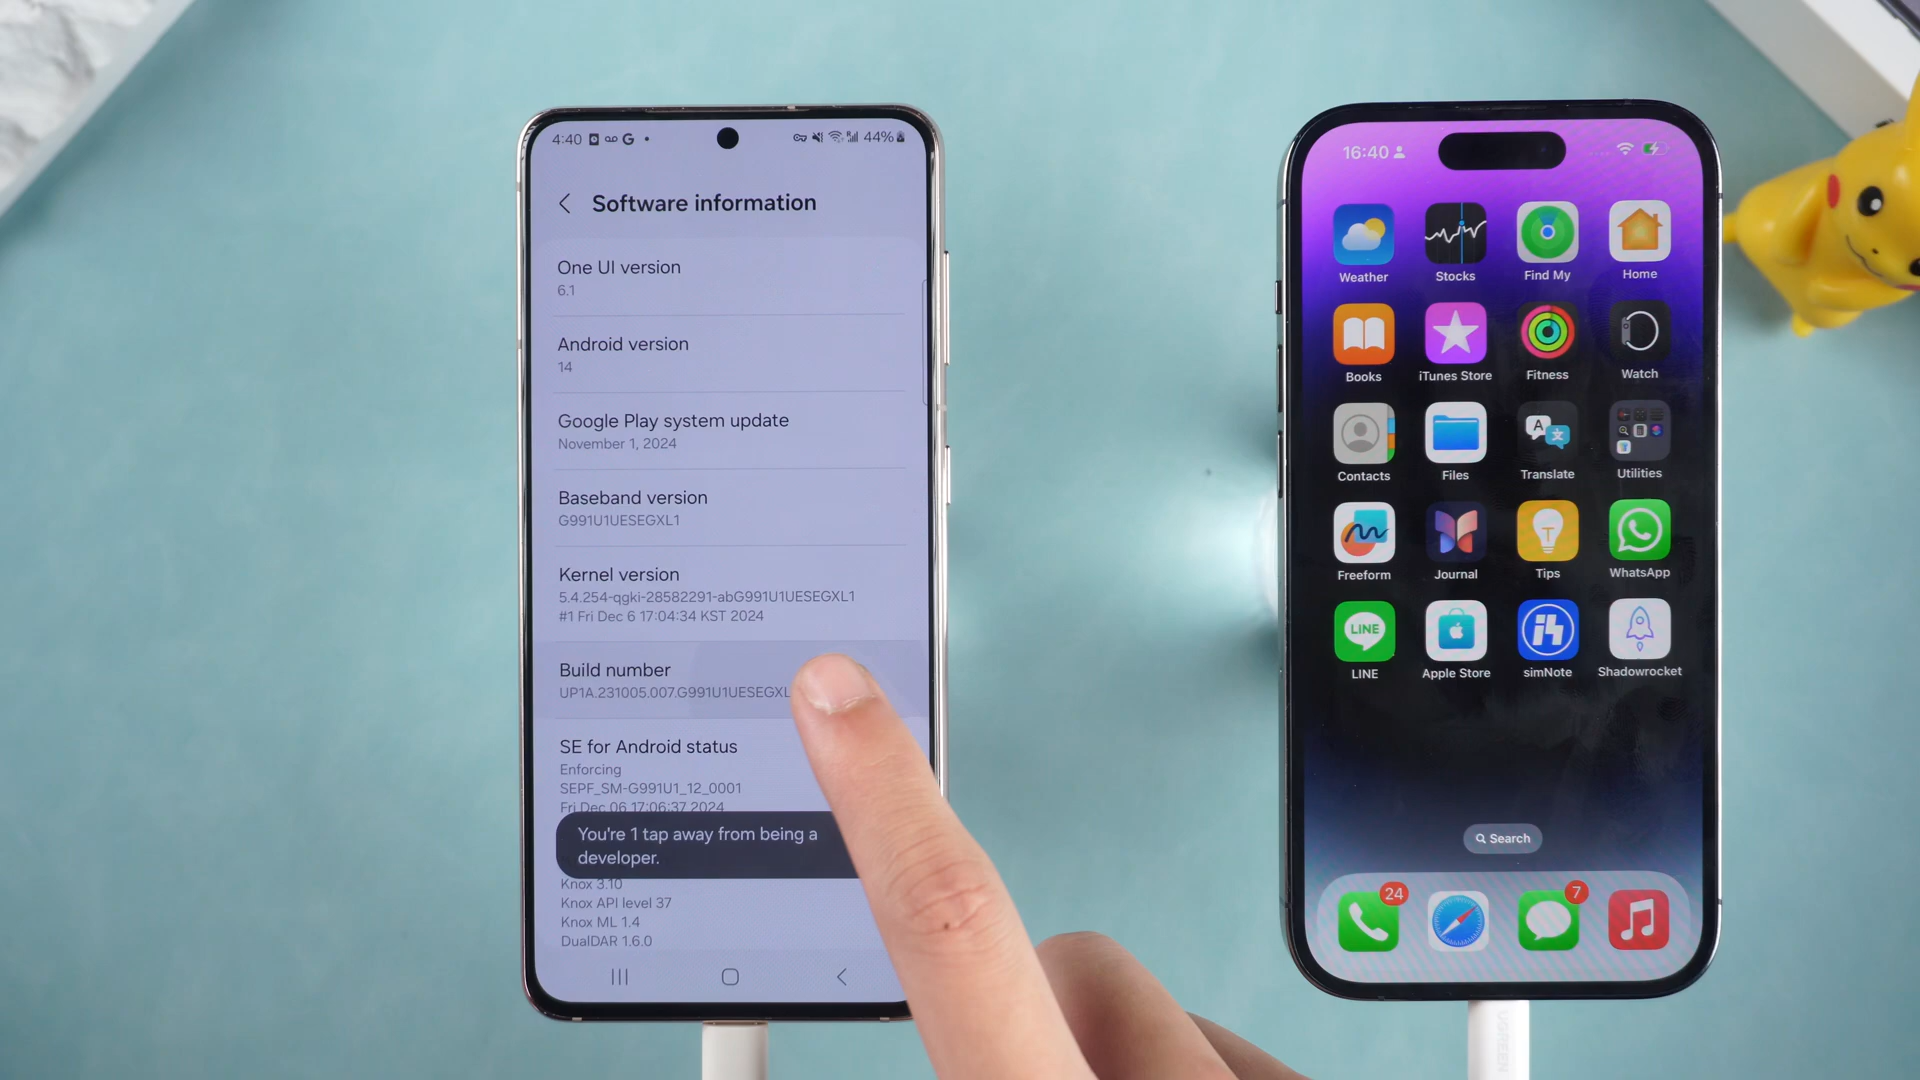 4:40
44%
Software information
One UI version
6.1
Android version
14
Google Play system update
November 1, 2024
Baseband version
G991U1UESEGXL1
Kernel version
5.4.254-qgki-28582291-abG991U1UESEGXL1
#1 Fri Dec 6 17:04:34 KST 2024
Build number
UP1A.231005.007.G991U1UESEGXL
SE for Android status
Enforcing
SEPF_SM-G991U1_12_0001
Fri Dec 06 17:06:37 2024
You're 1 tap away from being a
developer.
Knox 3.10
Knox API level 37
Knox ML 1.4
DualDAR 1.6.0
16:40
Weather Stocks Find My Home
Books iTunes Store Fitness Watch
Contacts Files Translate Utilities
Freeform Journal Tips WhatsApp
LINE
LINE Apple Store simNote Shadowrocket
Search
24 7
UGREEN